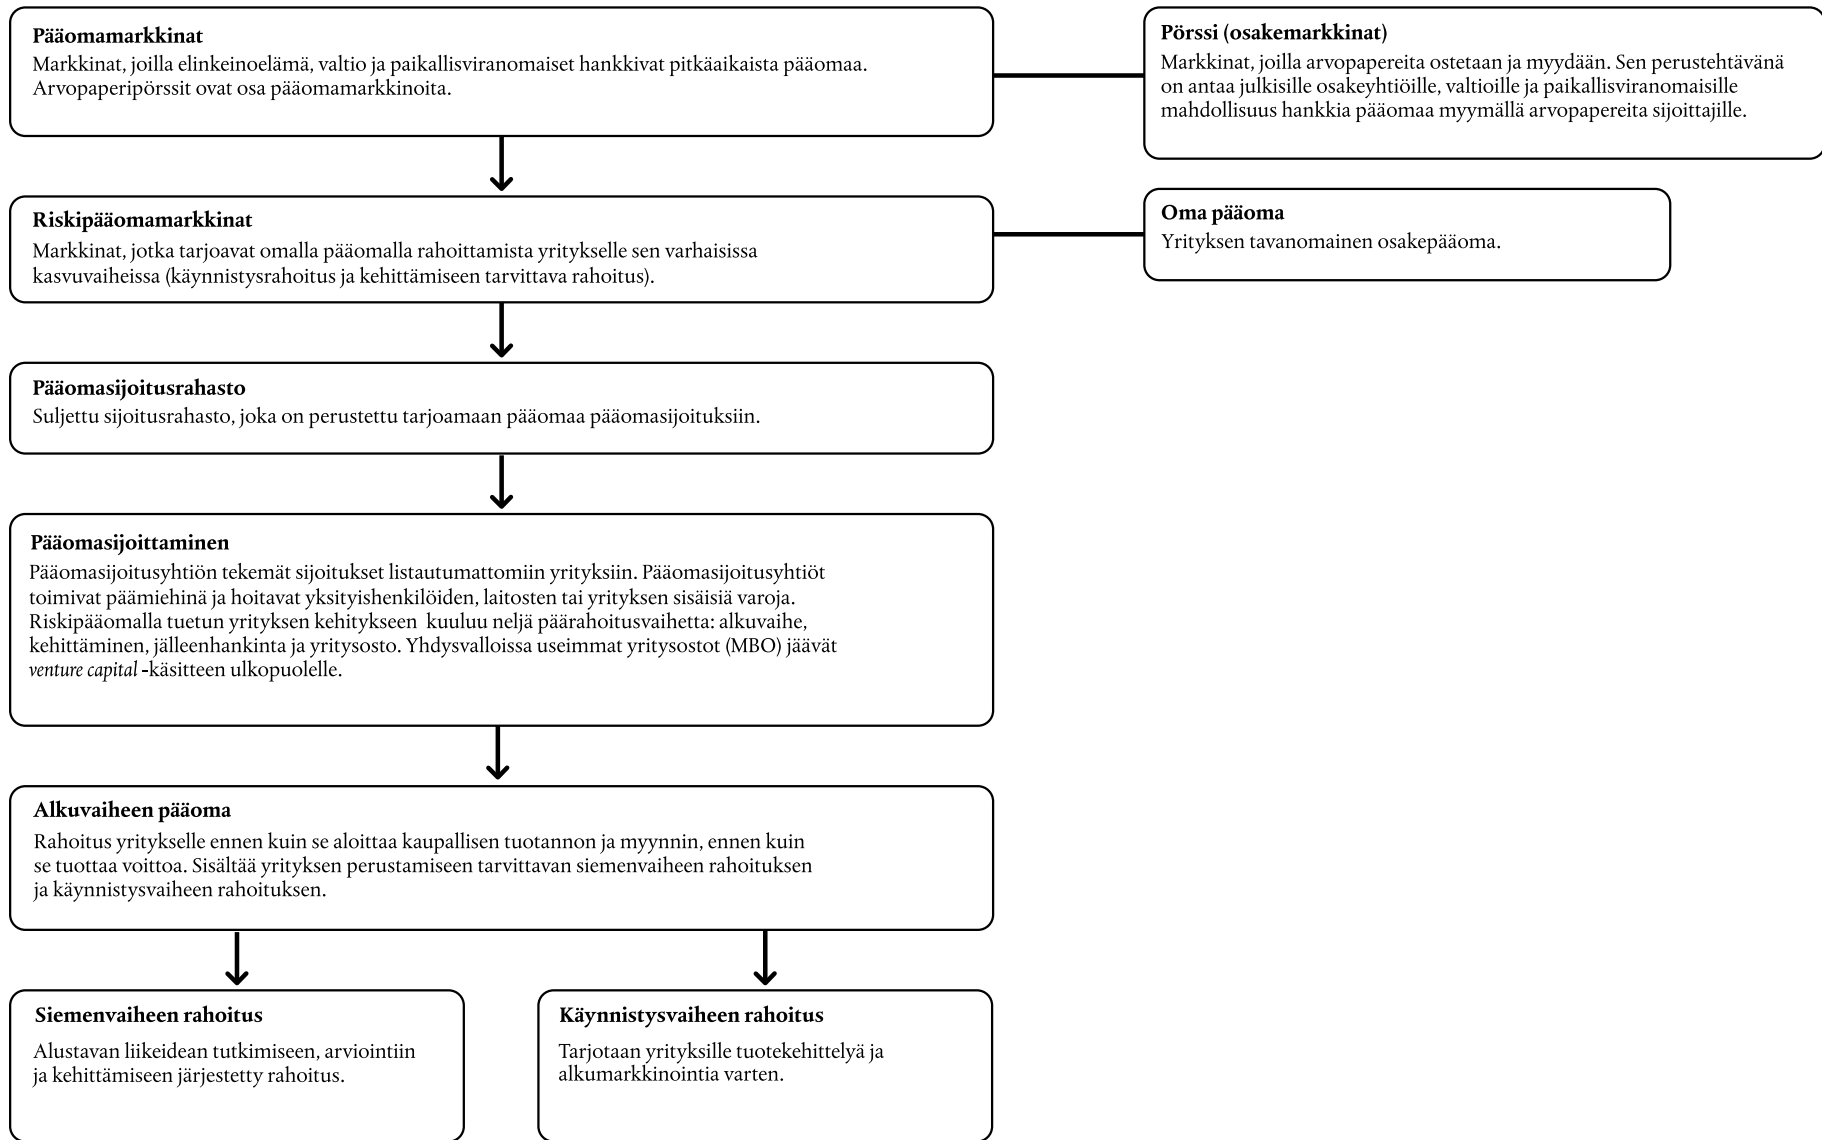 Pääomamarkkinat
Markkinat, joilla elinkeinoelämä, valtio ja paikallisviranomaiset hankkivat pitkäaikaista pääomaa.
Arvopaperipörssit ovat osa pääomamarkkinoita.
Pörssi (osakemarkkinat)
Markkinat, joilla arvopapereita ostetaan ja myydään. Sen perustehtävänä
on antaa julkisille osakeyhtiöille, valtioille ja paikallisviranomaisille
mahdollisuus hankkia pääomaa myymällä arvopapereita sijoittajille.
Riskipääomamarkkinat
Markkinat, jotka tarjoavat omalla pääomalla rahoittamista yritykselle sen varhaisissa
kasvuvaiheissa (käynnistysrahoitus ja kehittämiseen tarvittava rahoitus).
Oma pääoma
Yrityksen tavanomainen osakepääoma.
Pääomasijoitusrahasto
Suljettu sijoitusrahasto, joka on perustettu tarjoamaan pääomaa pääomasijoituksiin.
Pääomasijoittaminen
Pääomasijoitusyhtiön tekemät sijoitukset listautumattomiin yrityksiin. Pääomasijoitusyhtiöt
toimivat päämiehinä ja hoitavat yksityishenkilöiden, laitosten tai yrityksen sisäisiä varoja.
Riskipääomalla tuetun yrityksen kehitykseen kuuluu neljä päärahoitusvaihetta: alkuvaihe,
kehittäminen, jälleenhankinta ja yritysosto. Yhdysvalloissa useimmat yritysostot (MBO) jäävät
venture capital -käsitteen ulkopuolelle.
Alkuvaiheen pääoma
Rahoitus yritykselle ennen kuin se aloittaa kaupallisen tuotannon ja myynnin, ennen kuin
se tuottaa voittoa. Sisältää yrityksen perustamiseen tarvittavan siemenvaiheen rahoituksen
ja käynnistysvaiheen rahoituksen.
Siemenvaiheen rahoitus
Alustavan liikeidean tutkimiseen, arviointiin
ja kehittämiseen järjestetty rahoitus.
Käynnistysvaiheen rahoitus
Tarjotaan yrityksille tuotekehittelyä ja
alkumarkkinointia varten.